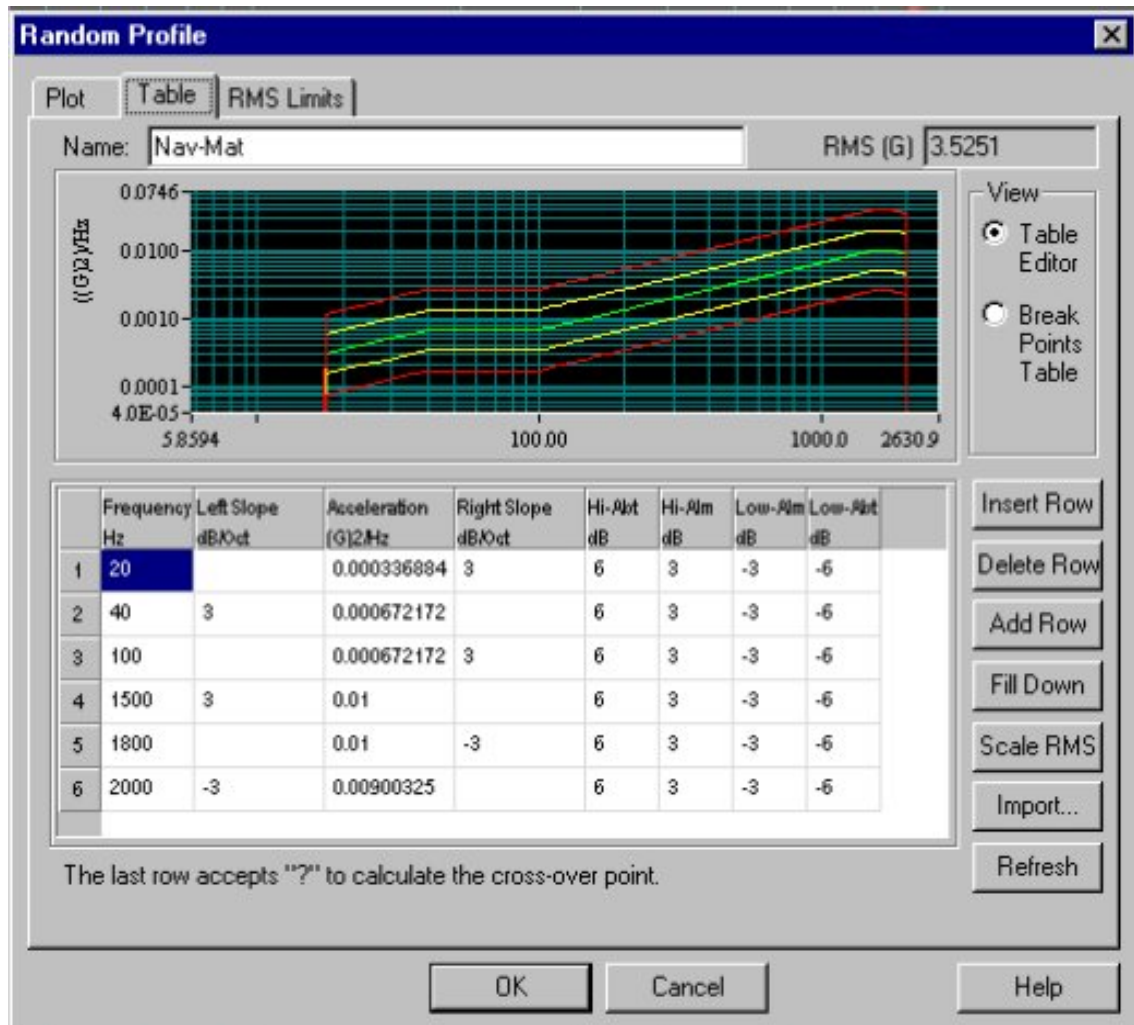 Random Profile
Plot Table RMS Limits
Name: Nav-Mat RMS (G) 3.5251
0.0746
0.0100
0.0010
0.0001
4.0E-05
((G)2)/Hz
5.8594 100.00 1000.0 2630.9
View
Table Editor
Break Points Table
Frequency Left Slope Acceleration Right Slope Hi-Abt Hi-Alm Low-Alm Low-Abt
Hz dB/Oct (G)2/Hz dB/Oct dB dB dB dB
1 20 0.000336884 3 6 3 -3 -6
2 40 3 0.000672172 6 3 -3 -6
3 100 0.000672172 3 6 3 -3 -6
4 1500 3 0.01 6 3 -3 -6
5 1800 0.01 -3 6 3 -3 -6
6 2000 -3 0.00900325 6 3 -3 -6
Insert Row
Delete Row
Add Row
Fill Down
Scale RMS
Import...
Refresh
The last row accepts "?" to calculate the cross-over point.
OK Cancel Help